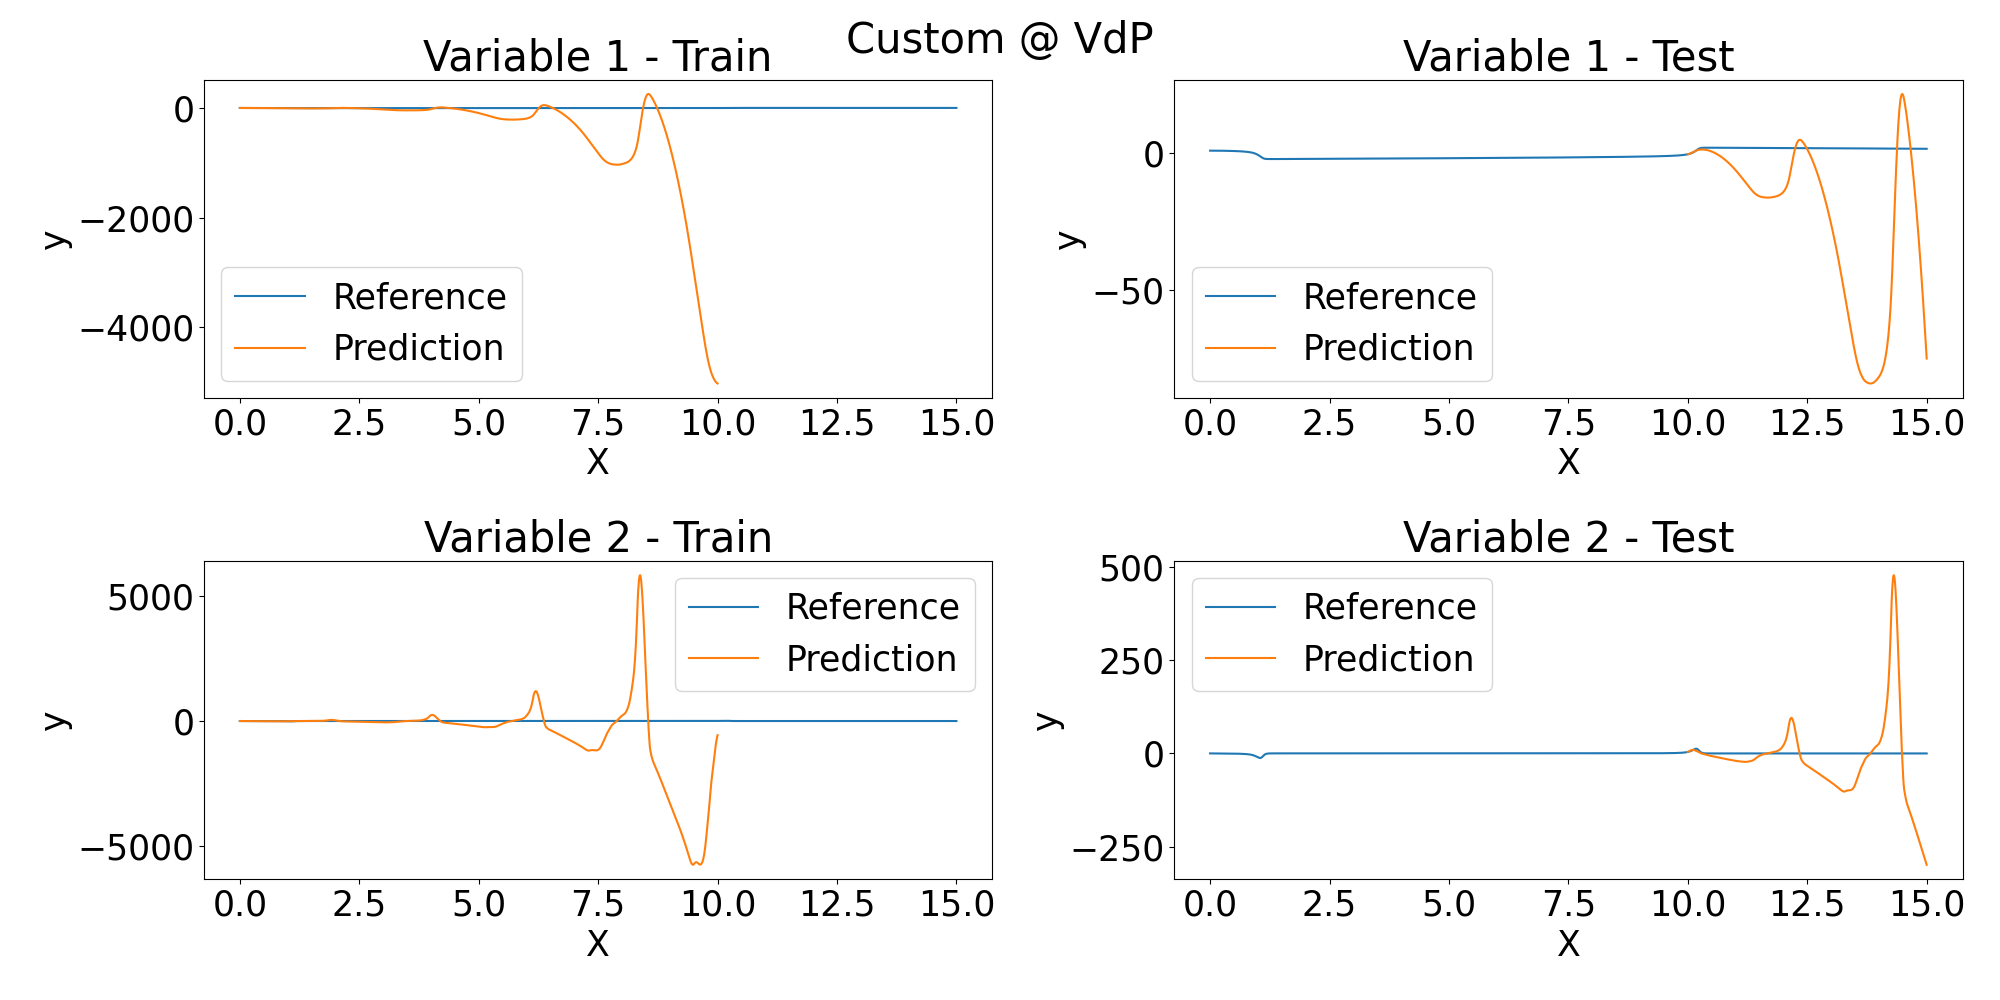 Custom @ VdP
Variable 1 - Train
0
−2000
−4000
y
Reference
Prediction
0.0 2.5 5.0 7.5 10.0 12.5 15.0
X
Variable 1 - Test
0
−50
y
Reference
Prediction
0.0 2.5 5.0 7.5 10.0 12.5 15.0
X
Variable 2 - Train
5000
0
−5000
y
Reference
Prediction
0.0 2.5 5.0 7.5 10.0 12.5 15.0
X
Variable 2 - Test
500
250
0
−250
y
Reference
Prediction
0.0 2.5 5.0 7.5 10.0 12.5 15.0
X